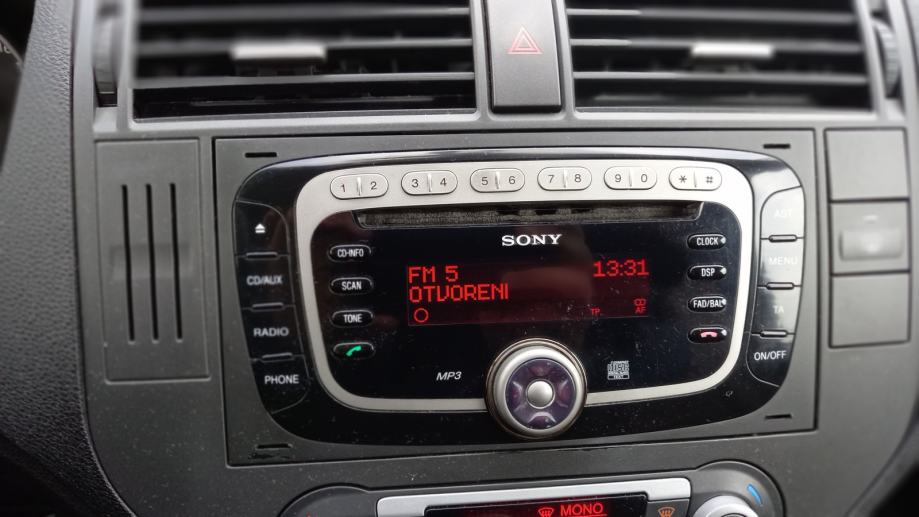 1 2 3 4 5 6 7 8 9 0 * #
SONY
CD-INFO
CLOCK
AST
FM 5 13:31
OTVORENI
TP AF
CD/AUX
SCAN
DSP
MENU
TONE
FAD/BAL
TA
RADIO
PHONE
MP3
ON/OFF
MONO